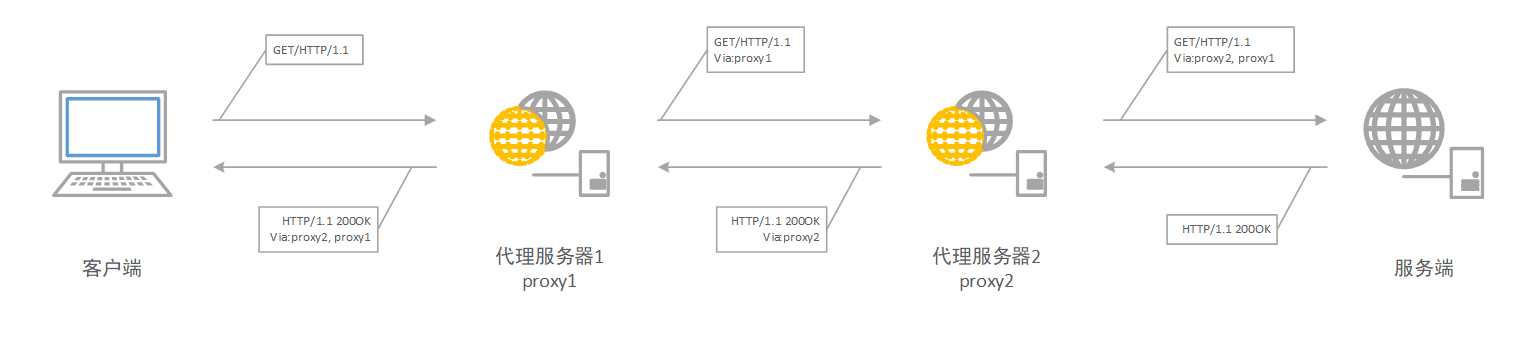 GET/HTTP/1.1
GET/HTTP/1.1
Via:proxy1
GET/HTTP/1.1
Via:proxy2, proxy1
HTTP/1.1 200OK
Via:proxy2, proxy1
HTTP/1.1 200OK
Via:proxy2
HTTP/1.1 200OK
客户端
代理服务器1
proxy1
代理服务器2
proxy2
服务端